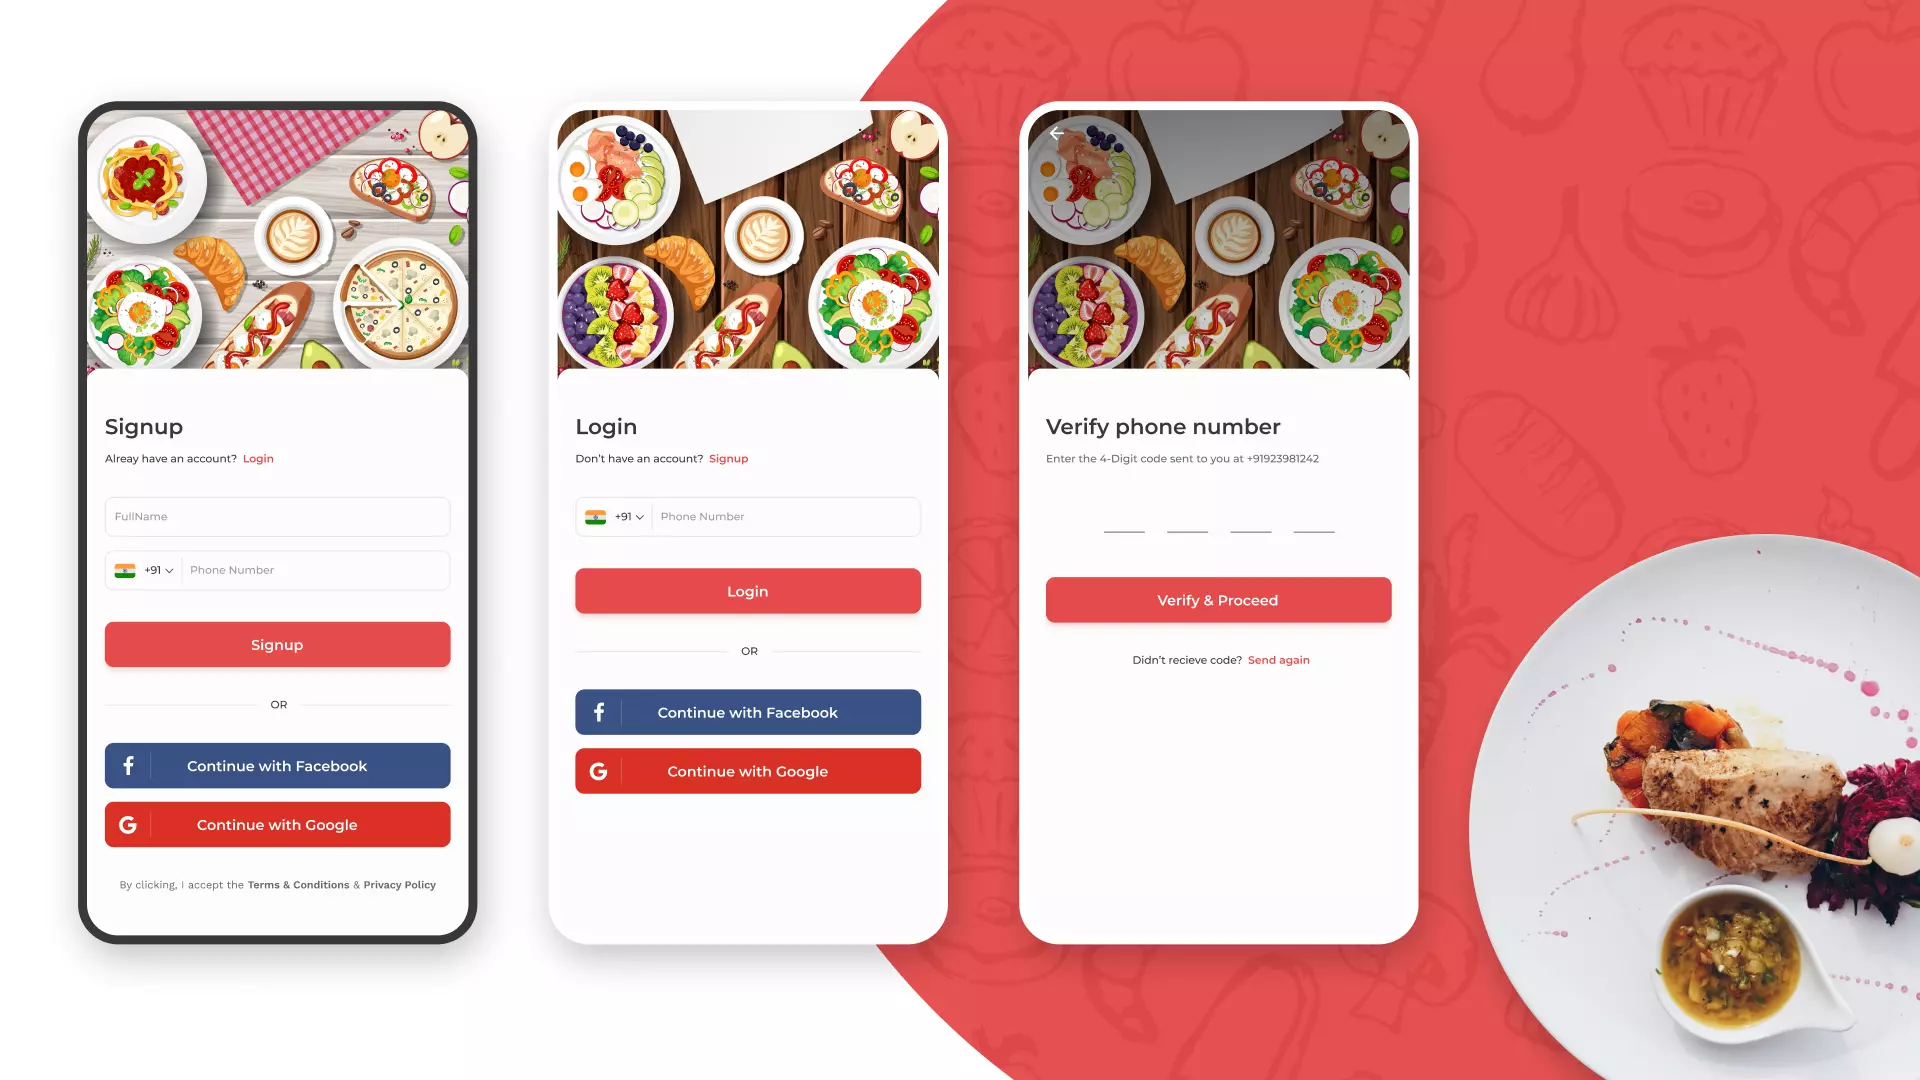 Signup
Alreay have an account? Login
FullName
+91 Phone Number
Signup
OR
Continue with Facebook
Continue with Google
By clicking, I accept the Terms & Conditions & Privacy Policy
Login
Don't have an account? Signup
+91 Phone Number
Login
OR
Continue with Facebook
Continue with Google
Verify phone number
Enter the 4-Digit code sent to you at +91923981242
Verify & Proceed
Didn't recieve code? Send again